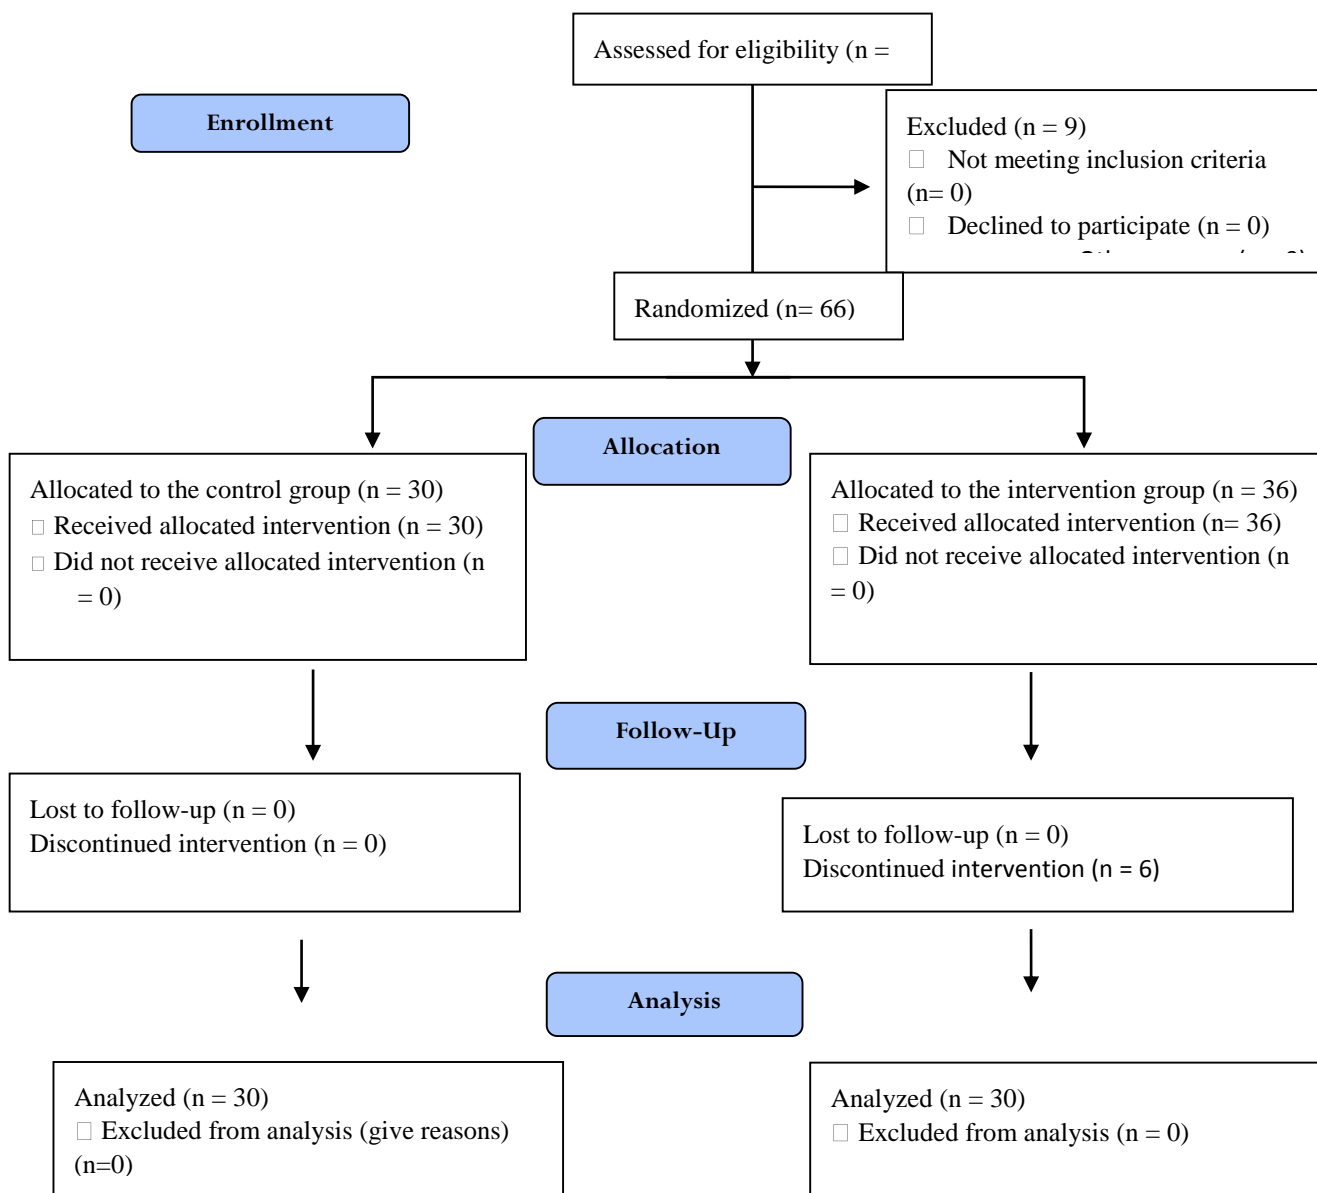 Assessed for eligibility (n =
Enrollment
Excluded (n = 9)
Not meeting inclusion criteria
(n= 0)
Declined to participate (n = 0)
Randomized (n= 66)
Allocation
Allocated to the control group (n = 30)
Received allocated intervention (n = 30)
Did not receive allocated intervention (n
= 0)
Allocated to the intervention group (n = 36)
Received allocated intervention (n= 36)
Did not receive allocated intervention (n
= 0)
Follow-Up
Lost to follow-up (n = 0)
Discontinued intervention (n = 0)
Lost to follow-up (n = 0)
Discontinued intervention (n = 6)
Analysis
Analyzed (n = 30)
Excluded from analysis (give reasons)
(n=0)
Analyzed (n = 30)
Excluded from analysis (n = 0)